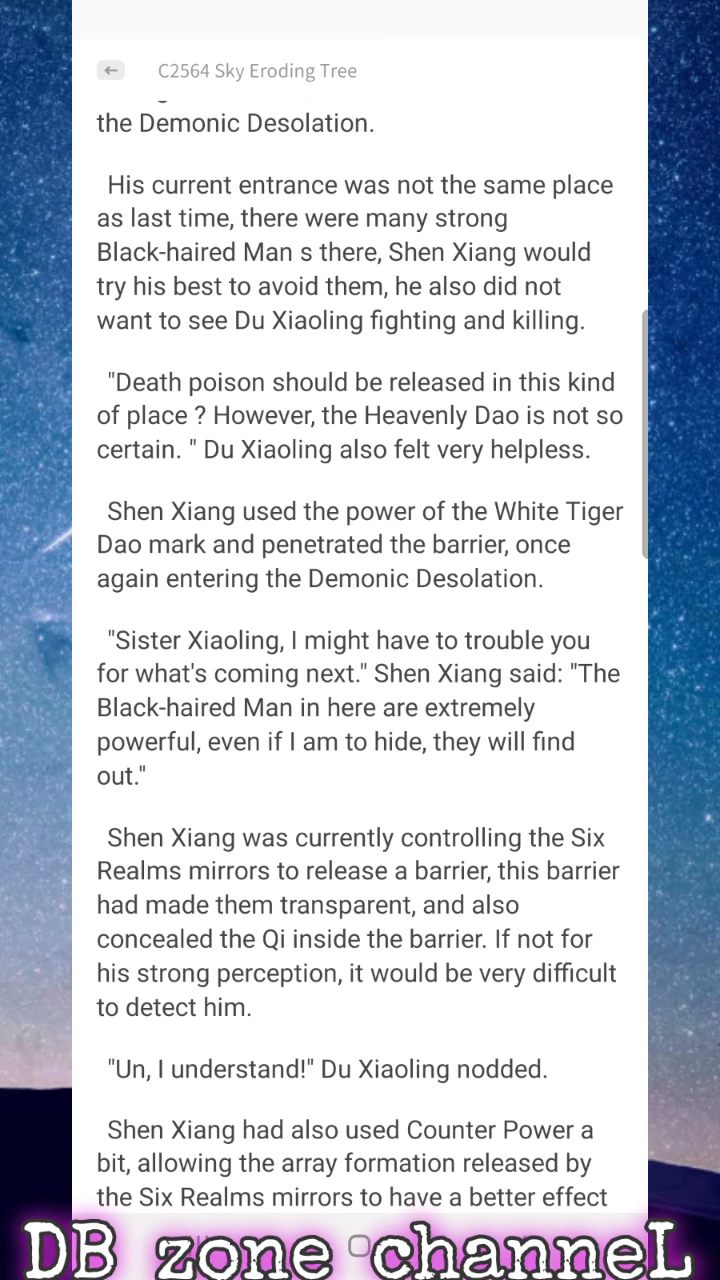 ← C2564 Sky Eroding Tree
the Demonic Desolation.
His current entrance was not the same place
as last time, there were many strong
Black-haired Man s there, Shen Xiang would
try his best to avoid them, he also did not
want to see Du Xiaoling fighting and killing.
"Death poison should be released in this kind
of place ? However, the Heavenly Dao is not so
certain. " Du Xiaoling also felt very helpless.
Shen Xiang used the power of the White Tiger
Dao mark and penetrated the barrier, once
again entering the Demonic Desolation.
"Sister Xiaoling, I might have to trouble you
for what's coming next." Shen Xiang said: "The
Black-haired Man in here are extremely
powerful, even if I am to hide, they will find
out."
Shen Xiang was currently controlling the Six
Realms mirrors to release a barrier, this barrier
had made them transparent, and also
concealed the Qi inside the barrier. If not for
his strong perception, it would be very difficult
to detect him.
"Un, I understand!" Du Xiaoling nodded.
Shen Xiang had also used Counter Power a
bit, allowing the array formation released by
the Six Realms mirrors to have a better effect
DB zone channeL